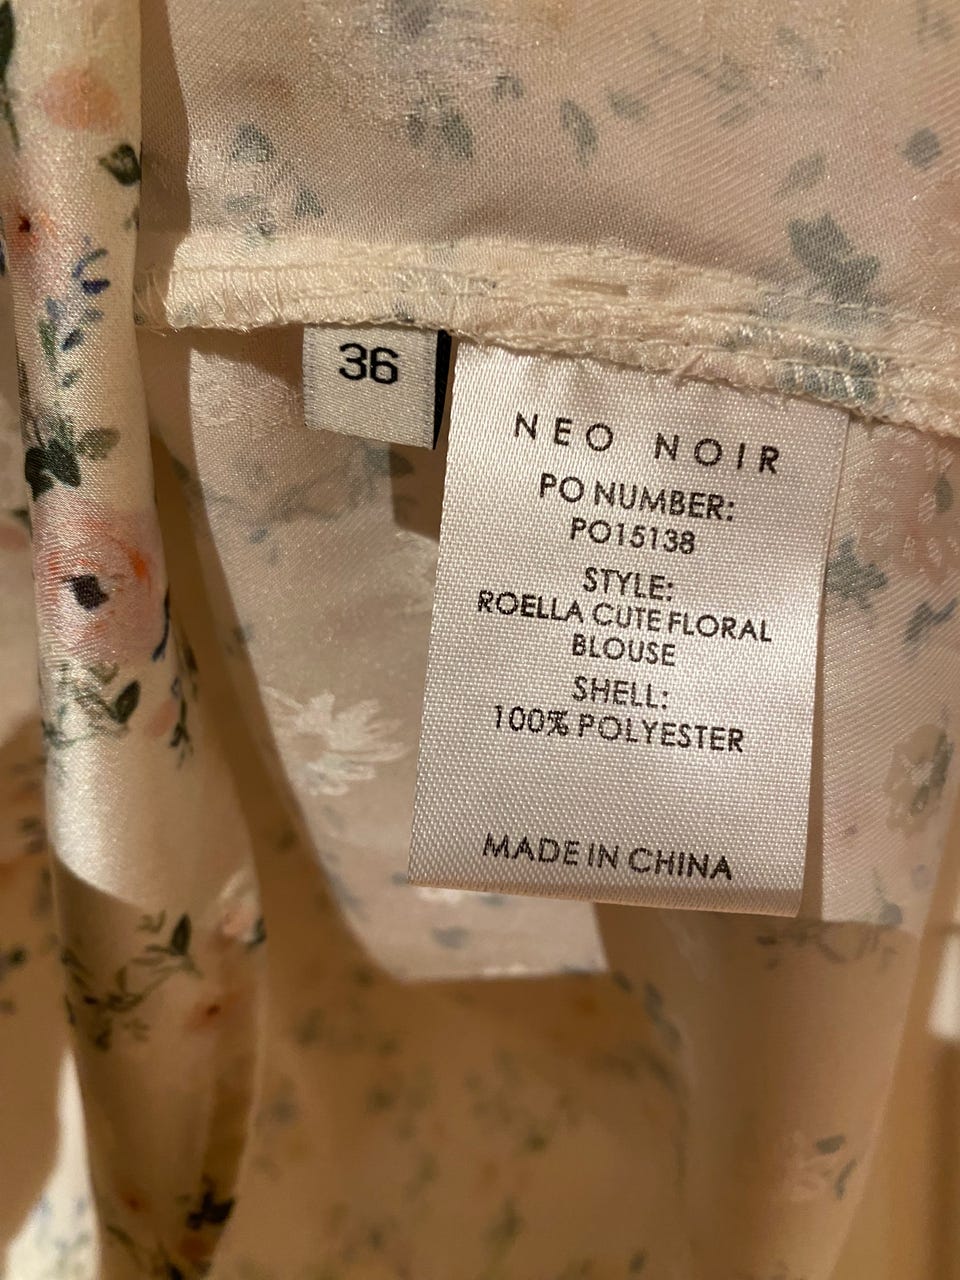 36
NEO NOIR
PO NUMBER:
PO15138
STYLE:
ROELLA CUTE FLORAL
BLOUSE
SHELL:
100% POLYESTER
MADE IN CHINA